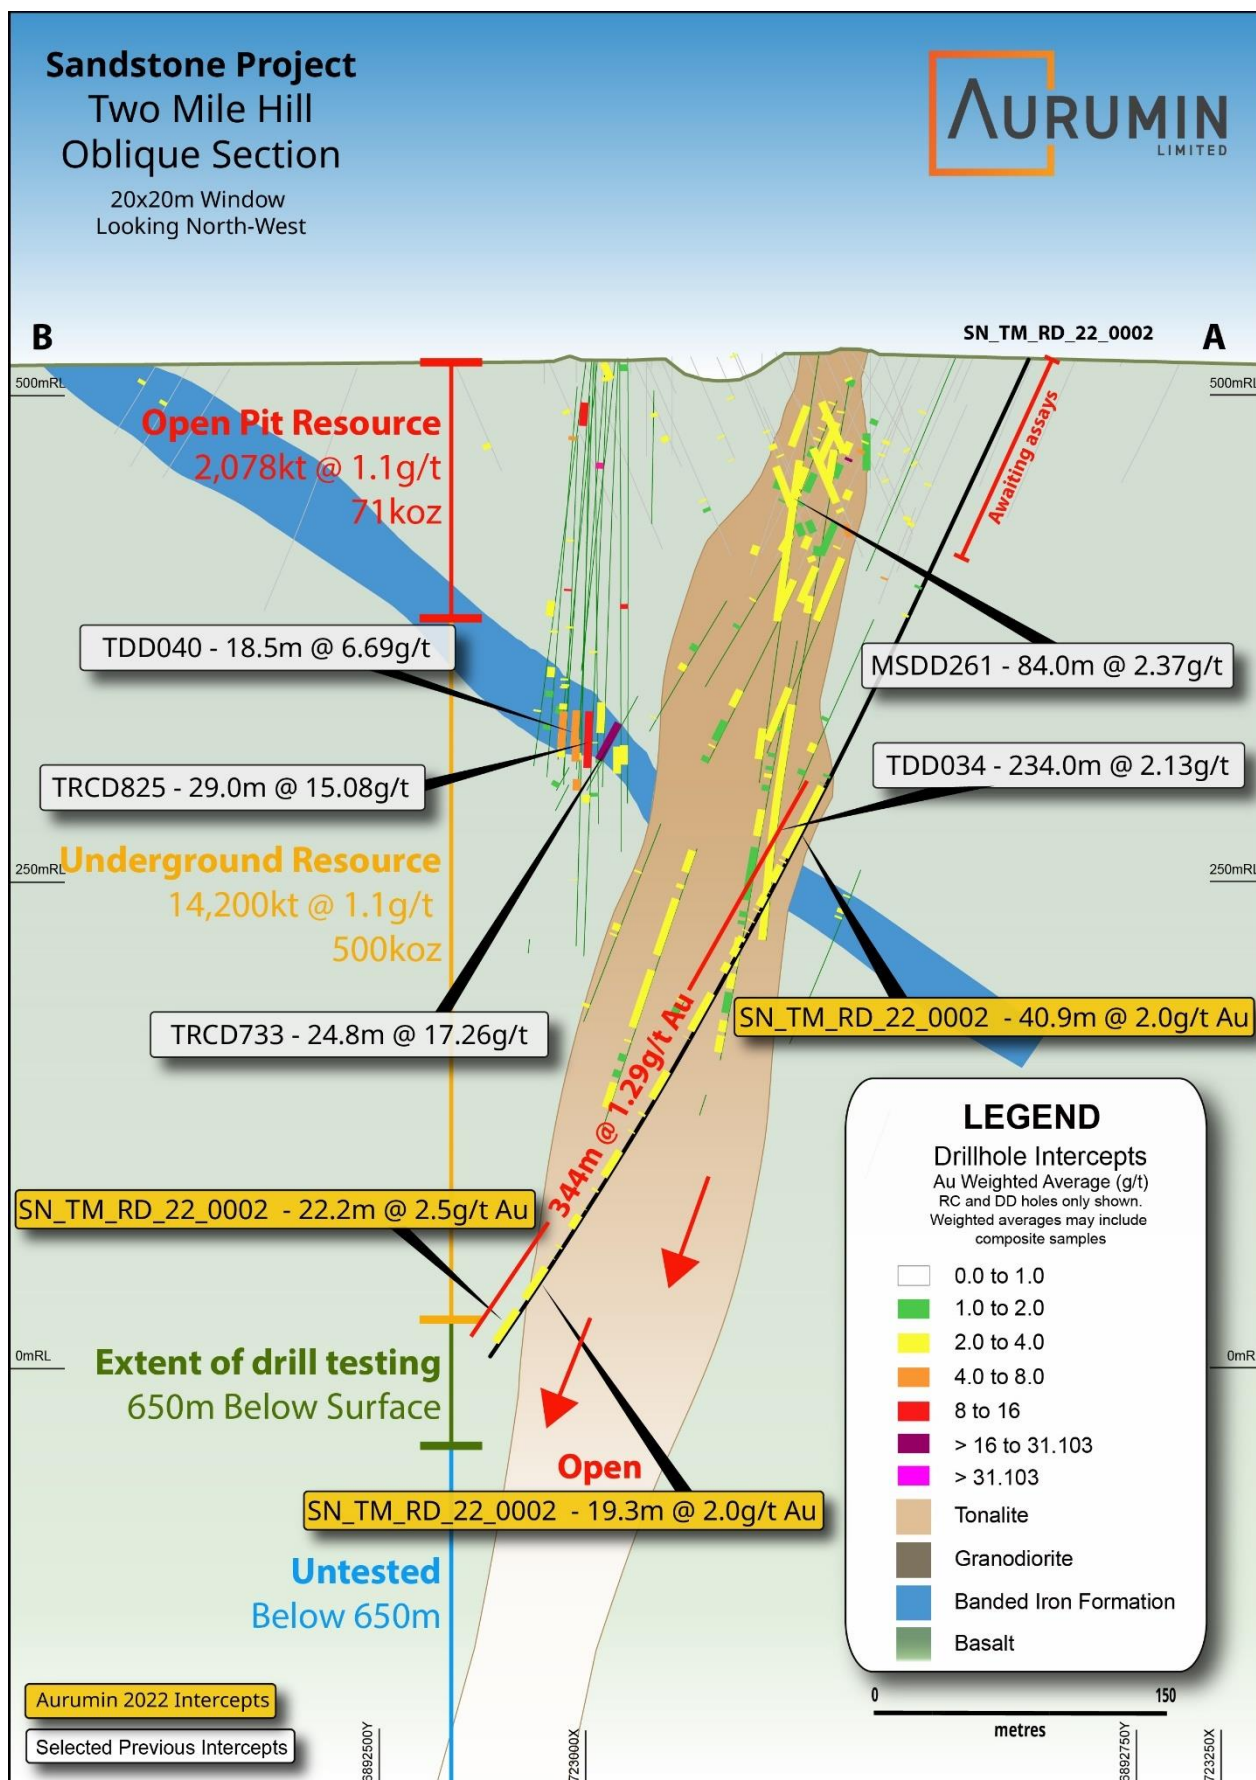 Sandstone Project
Two Mile Hill
Oblique Section
20x20m Window
Looking North-West
AURUMIN
LIMITED
B
SN_TM_RD_22_0002
A
500mRL
500mRL
Open Pit Resource
2,078kt @ 1.1g/t
71koz
Awaiting assays
TDD040 - 18.5m @ 6.69g/t
MSDD261 - 84.0m @ 2.37g/t
TRCD825 - 29.0m @ 15.08g/t
TDD034 - 234.0m @ 2.13g/t
Underground Resource
14,200kt @ 1.1g/t
500koz
250mRL
250mRL
TRCD733 - 24.8m @ 17.26g/t
SN_TM_RD_22_0002 - 40.9m @ 2.0g/t Au
344m @ 1.29g/t Au
SN_TM_RD_22_0002 - 22.2m @ 2.5g/t Au
0mRL
0mR
Extent of drill testing
650m Below Surface
Open
SN_TM_RD_22_0002 - 19.3m @ 2.0g/t Au
Untested
Below 650m
LEGEND
Drillhole Intercepts
Au Weighted Average (g/t)
RC and DD holes only shown.
Weighted averages may include
composite samples
0.0 to 1.0
1.0 to 2.0
2.0 to 4.0
4.0 to 8.0
8 to 16
> 16 to 31.103
> 31.103
Tonalite
Granodiorite
Banded Iron Formation
Basalt
0 150
metres
Aurumin 2022 Intercepts
Selected Previous Intercepts
6892500Y
723000X
6892750Y
723250X